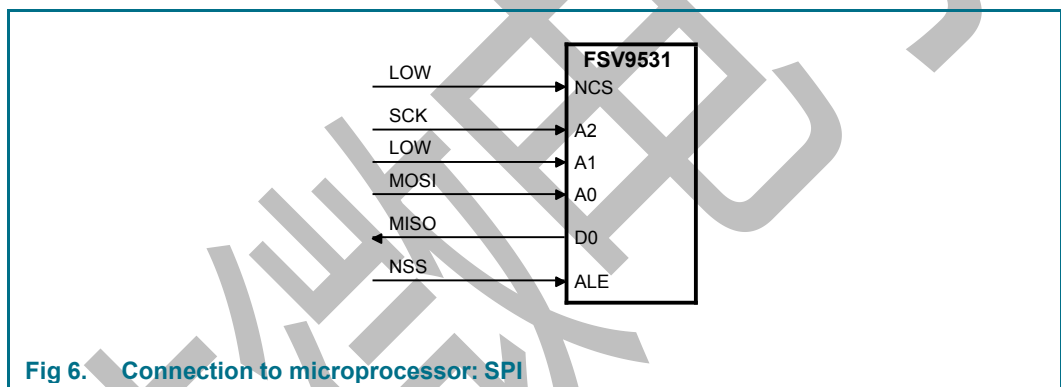 FSV9531
LOW
NCS
SCK
A2
LOW
A1
MOSI
A0
MISO
D0
NSS
ALE
Fig 6. Connection to microprocessor: SPI